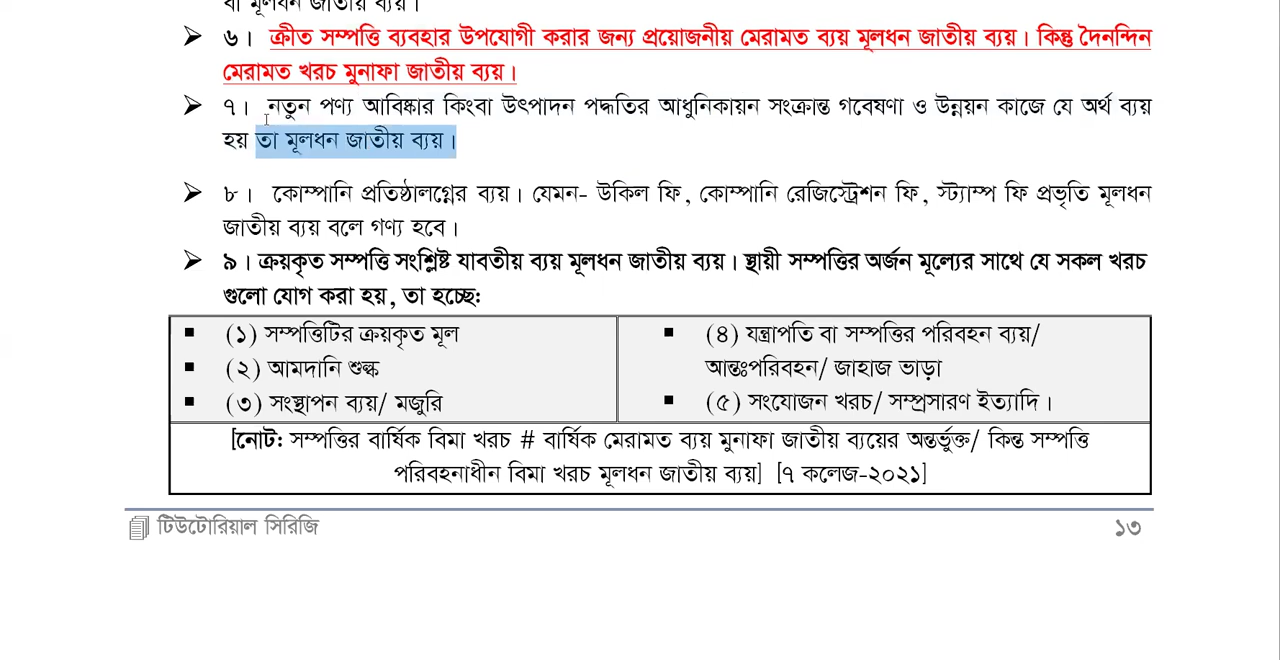 বা মূলধন জাতীয় ব্যয়।
➢ ৬। ক্রীত সম্পত্তি ব্যবহার উপযোগী করার জন্য প্রয়োজনীয় মেরামত ব্যয় মূলধন জাতীয় ব্যয়। কিন্তু দৈনন্দিন
মেরামত খরচ মুনাফা জাতীয় ব্যয়।
➢ ৭। নতুন পণ্য আবিষ্কার কিংবা উৎপাদন পদ্ধতির আধুনিকায়ন সংক্রান্ত গবেষণা ও উন্নয়ন কাজে যে অর্থ ব্যয়
হয় তা মূলধন জাতীয় ব্যয়।
➢ ৮। কোম্পানি প্রতিষ্ঠালগ্নের ব্যয়। যেমন- উকিল ফি, কোম্পানি রেজিস্ট্রেশন ফি, স্ট্যাম্প ফি প্রভৃতি মূলধন
জাতীয় ব্যয় বলে গণ্য হবে।
➢ ৯। ক্রয়কৃত সম্পত্তি সংশ্লিষ্ট যাবতীয় ব্যয় মূলধন জাতীয় ব্যয়। স্থায়ী সম্পত্তির অর্জন মূল্যের সাথে যে সকল খরচ
গুলো যোগ করা হয়, তা হচ্ছে:
▪ (১) সম্পত্তিটির ক্রয়কৃত মূল
▪ (২) আমদানি শুল্ক
▪ (৩) সংস্থাপন ব্যয়/ মজুরি
▪ (৪) যন্ত্রাপতি বা সম্পত্তির পরিবহন ব্যয়/
আন্তঃপরিবহন/ জাহাজ ভাড়া
▪ (৫) সংযোজন খরচ/ সম্প্রসারণ ইত্যাদি।
[নোট: সম্পত্তির বার্ষিক বিমা খরচ # বার্ষিক মেরামত ব্যয় মুনাফা জাতীয় ব্যয়ের অন্তর্ভুক্ত/ কিন্ত সম্পত্তি
পরিবহনাধীন বিমা খরচ মূলধন জাতীয় ব্যয়] [৭ কলেজ-২০২১]
টিউটোরিয়াল সিরিজি
১৩